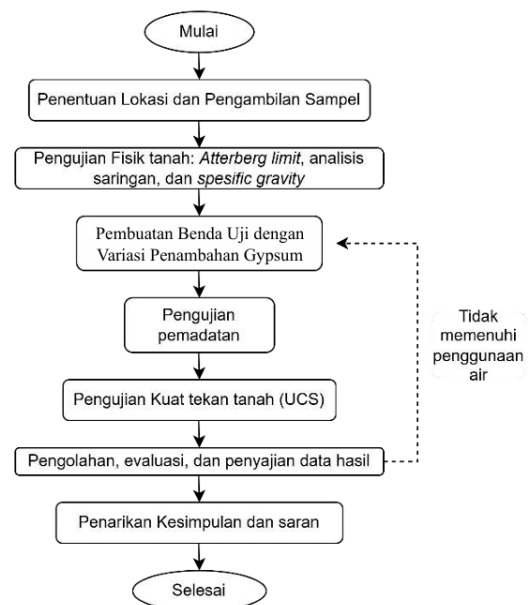 Mulai
Penentuan Lokasi dan Pengambilan Sampel
Pengujian Fisik tanah: Atterberg limit, analisis
saringan, dan spesific gravity
Pembuatan Benda Uji dengan
Variasi Penambahan Gypsum
Pengujian
pemadatan
Tidak
memenuhi
penggunaan
air
Pengujian Kuat tekan tanah (UCS)
Pengolahan, evaluasi, dan penyajian data hasil
Penarikan Kesimpulan dan saran
Selesai